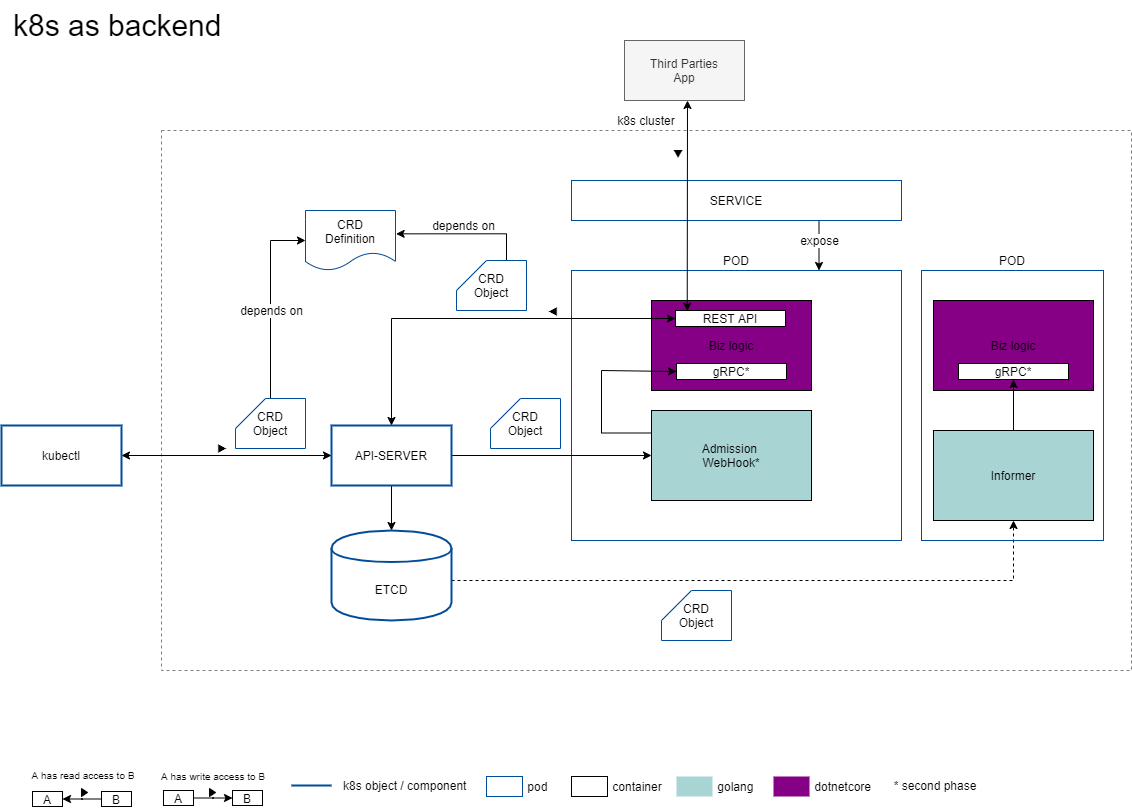 k8s as backend
Third Parties
App
k8s cluster
SERVICE
CRD
Definition
depends on
expose
POD
POD
CRD
Object
depends on
REST API
Biz logic
gRPC*
Biz logic
gRPC*
CRD
Object
CRD
Object
kubectl
API-SERVER
Admission
WebHook*
Informer
ETCD
CRD
Object
A has read access to B
A
B
A has write access to B
A
B
k8s object / component
pod
container
golang
dotnetcore
* second phase